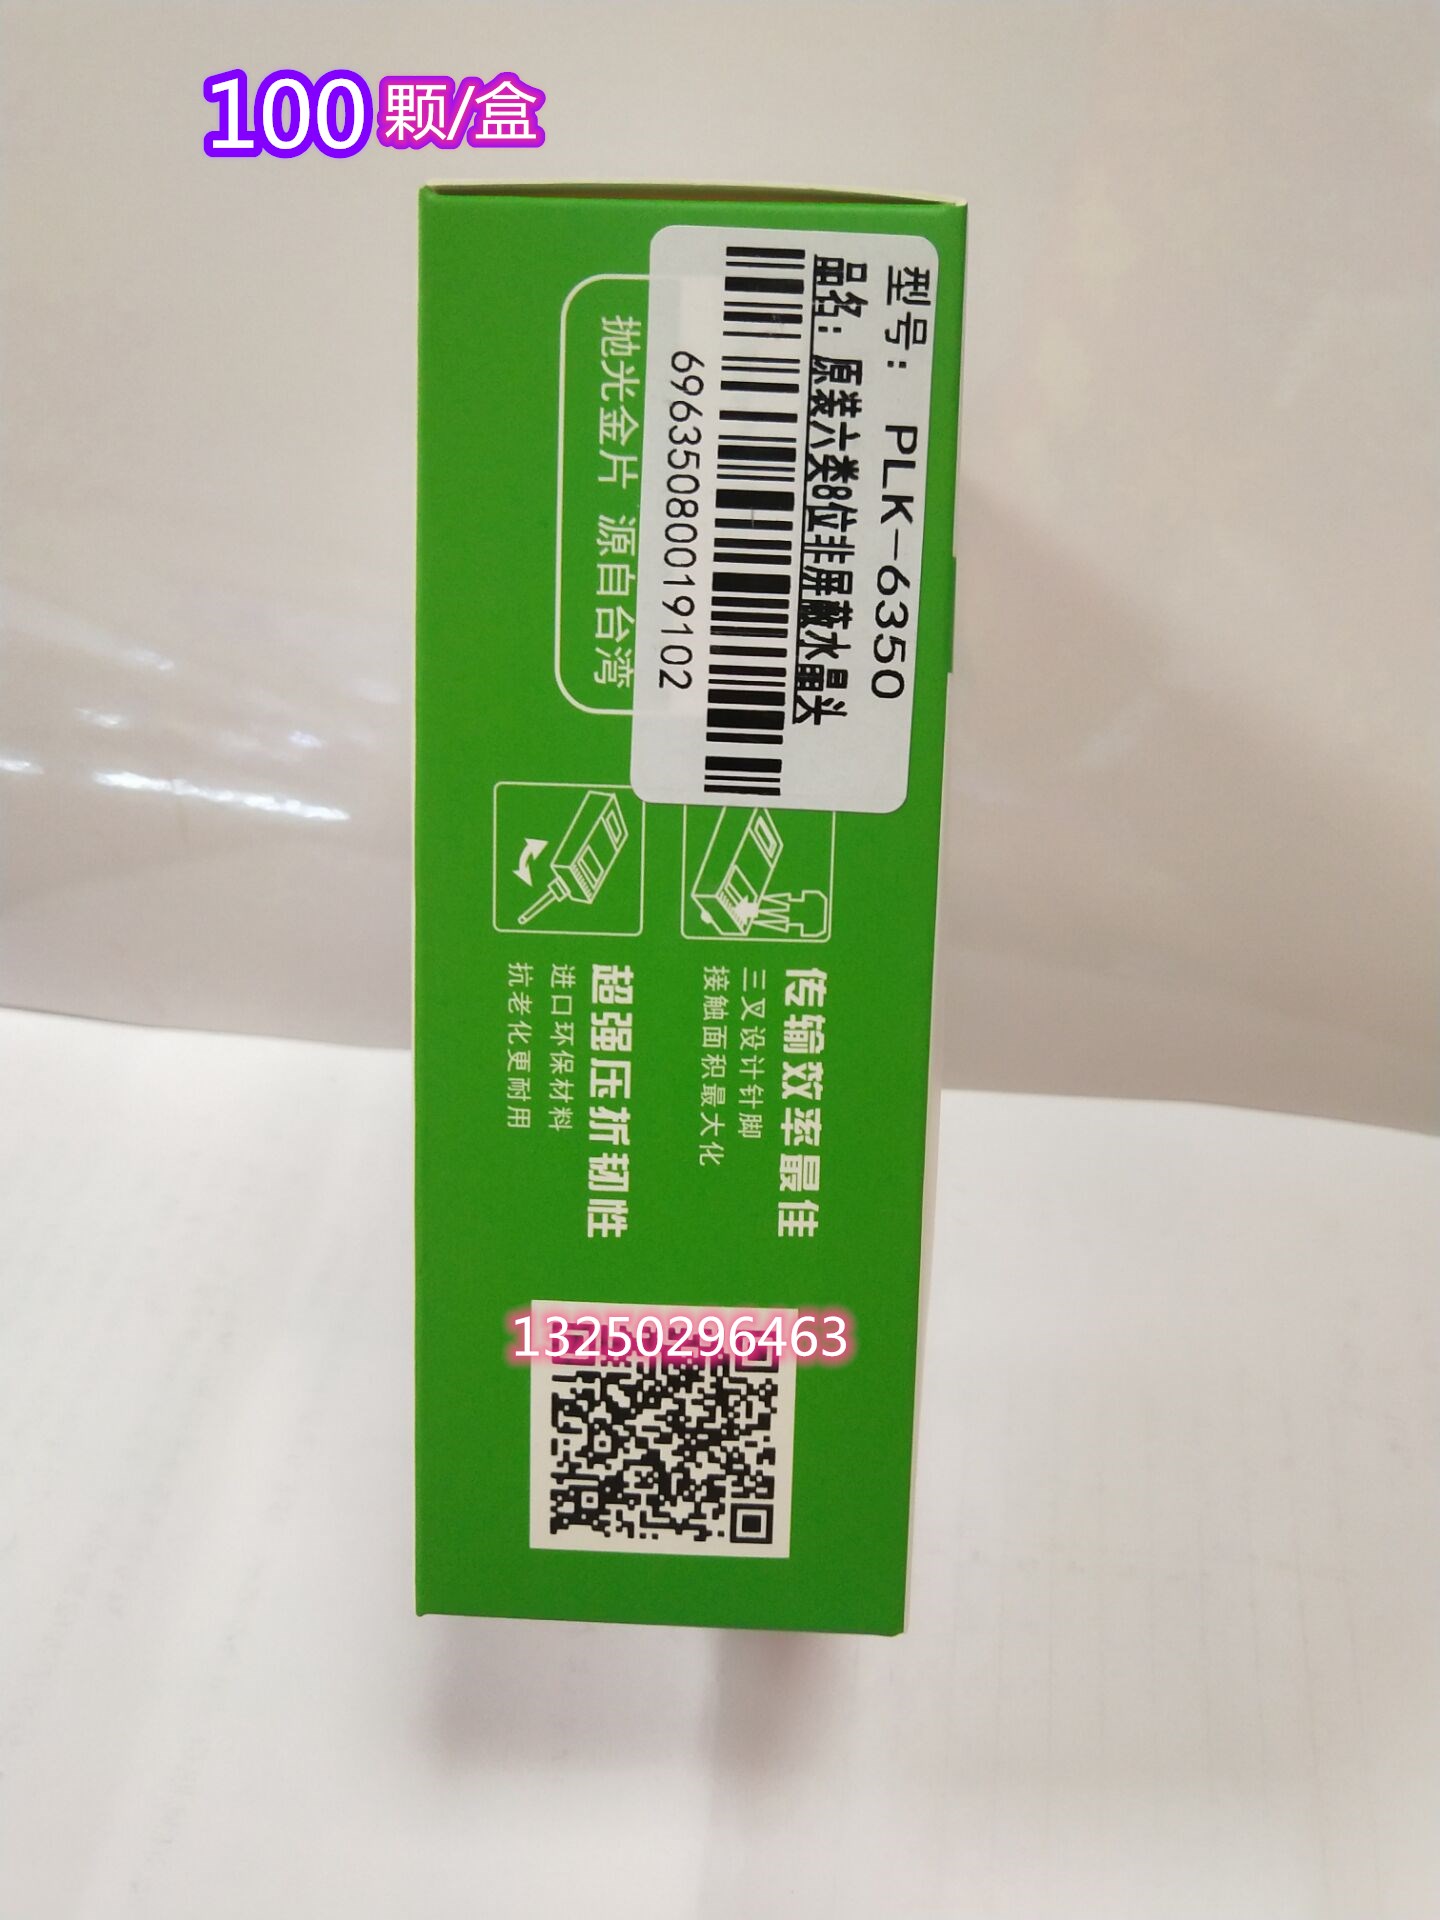 100颗/盒
型号： PLK-6350
品名：原装六类8位非屏蔽水晶头
69635080019102
抛光金片 源自台湾
传输效率最佳
三叉设计针脚
接触面积最大化
超强压折韧性
进口环保材料
抗老化更耐用
13250296463